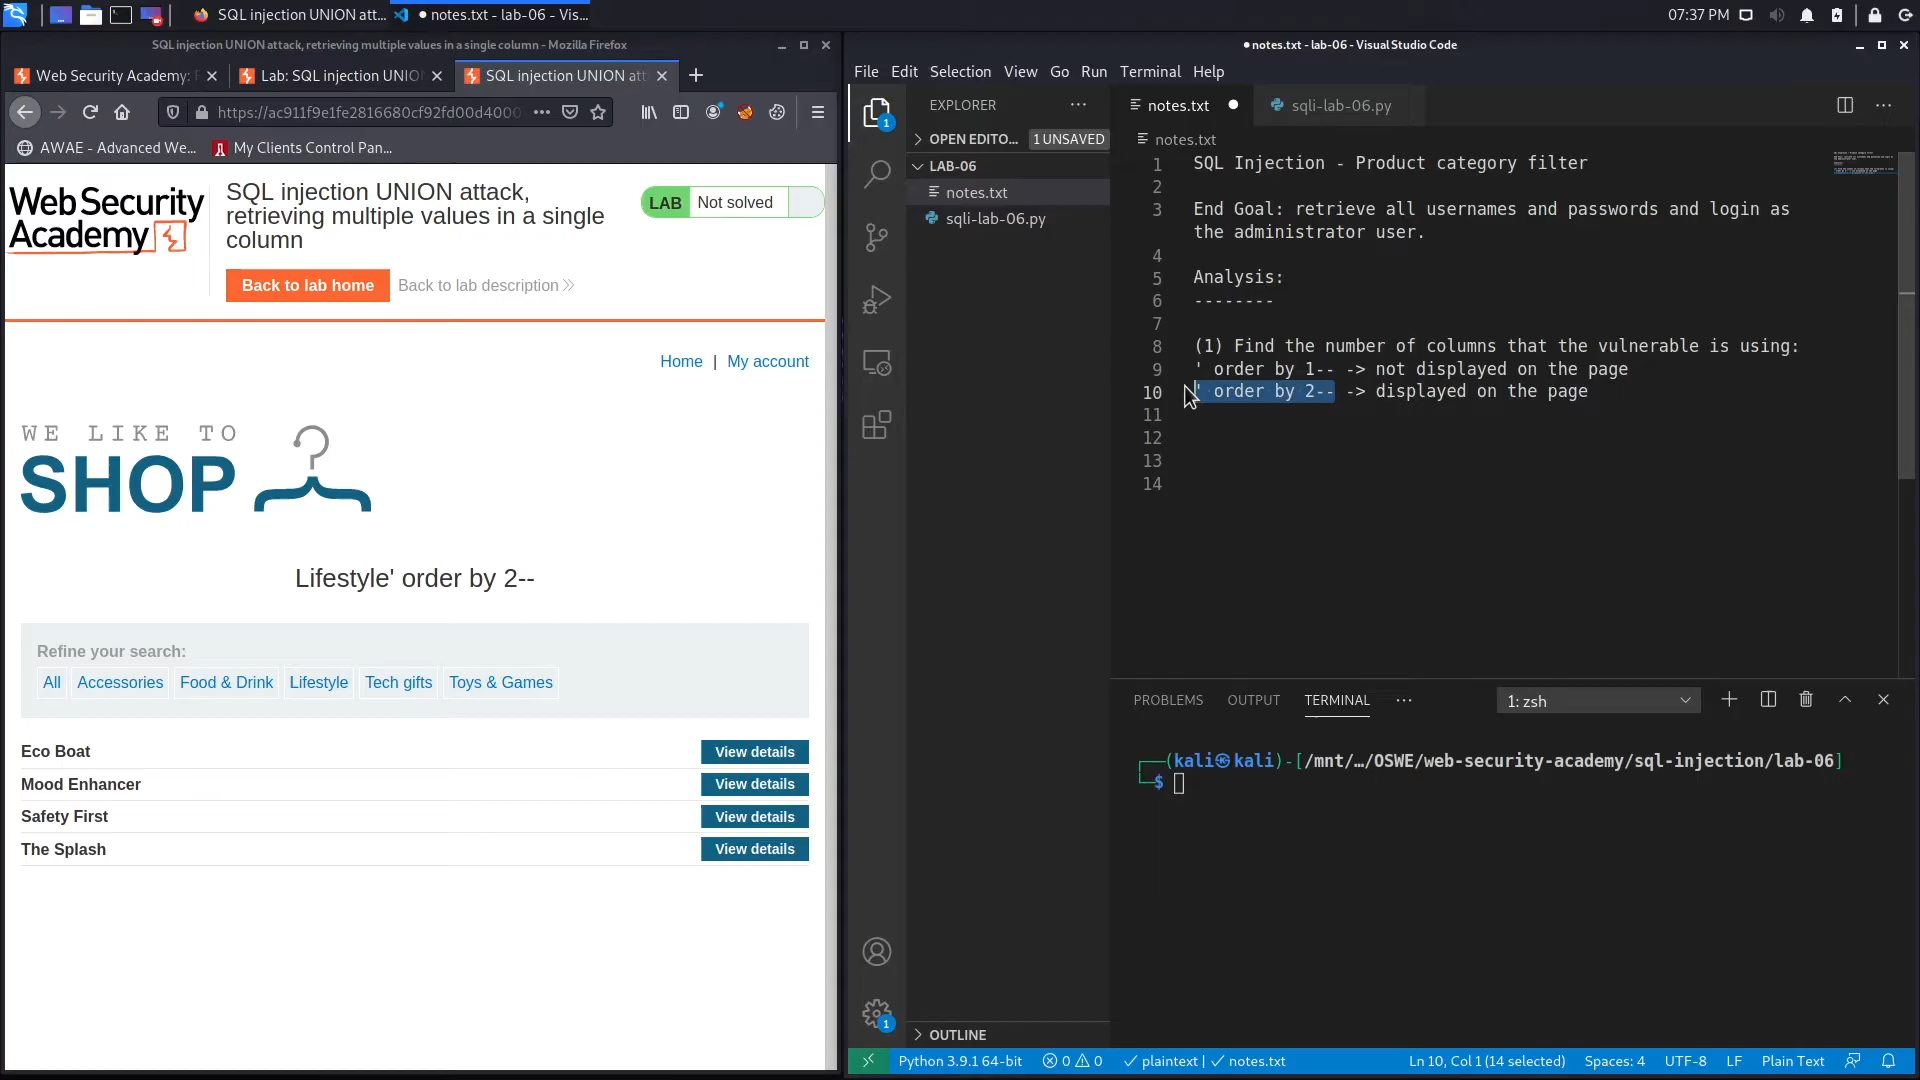 SQL injection UNION att...
● notes.txt - lab-06 - Vis...
07:37 PM
SQL injection UNION attack, retrieving multiple values in a single column - Mozilla Firefox
Web Security Academy: F
Lab: SQL injection UNIO
SQL injection UNION att
https://ac911f9e1fe2816680cf92fd00d4000
AWAE - Advanced We...
My Clients Control Pan...
Web Security
Academy
SQL injection UNION attack,
retrieving multiple values in a single
column
LAB Not solved
Back to lab home
Back to lab description
Home | My account
WE LIKE TO
SHOP
Lifestyle' order by 2--
Refine your search:
All
Accessories
Food & Drink
Lifestyle
Tech gifts
Toys & Games
Eco Boat
View details
Mood Enhancer
View details
Safety First
View details
The Splash
View details
● notes.txt - lab-06 - Visual Studio Code
File Edit Selection View Go Run Terminal Help
EXPLORER
OPEN EDITO... 1 UNSAVED
LAB-06
notes.txt
sqli-lab-06.py
OUTLINE
1
1
notes.txt ●
sqli-lab-06.py
notes.txt
1 SQL Injection - Product category filter
2
3 End Goal: retrieve all usernames and passwords and login as
the administrator user.
4
5 Analysis:
6 --------
7
8 (1) Find the number of columns that the vulnerable is using:
9 ' order by 1-- -> not displayed on the page
10 ' order by 2-- -> displayed on the page
11
12
13
14
PROBLEMS OUTPUT TERMINAL ···
1: zsh
┌──(kali㉿kali)-[/mnt/…/OSWE/web-security-academy/sql-injection/lab-06]
└─$
Python 3.9.1 64-bit
0 0
✓ plaintext | ✓ notes.txt
Ln 10, Col 1 (14 selected)
Spaces: 4
UTF-8
LF
Plain Text